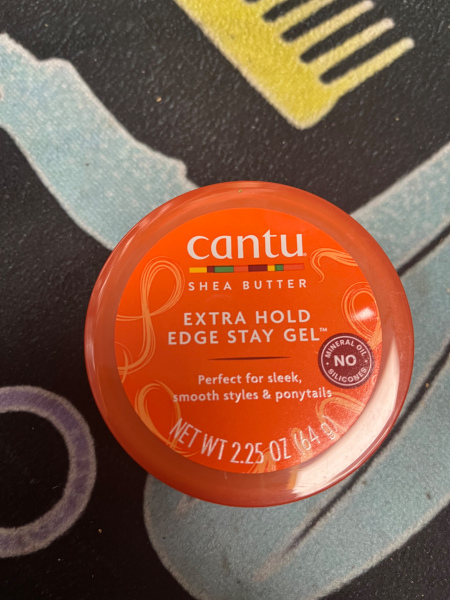 cantu
SHEA BUTTER
EXTRA HOLD
EDGE STAY GEL™
MINERAL OIL
NO
SILICONES
Perfect for sleek,
smooth styles & ponytails
NET WT 2.25 OZ (64 g)